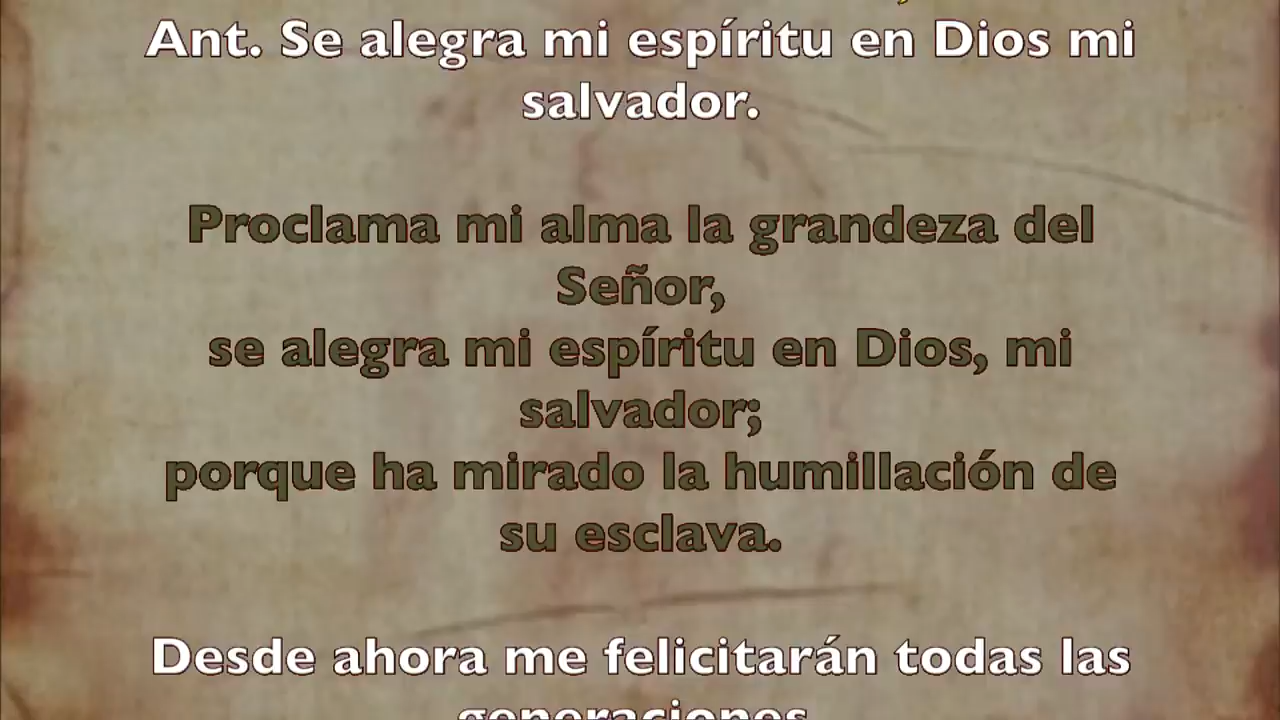 Ant. Se alegra mi espíritu en Dios mi
salvador.
Proclama mi alma la grandeza del
Señor,
se alegra mi espíritu en Dios, mi
salvador;
porque ha mirado la humillación de
su esclava.
Desde ahora me felicitarán todas las
generaciones